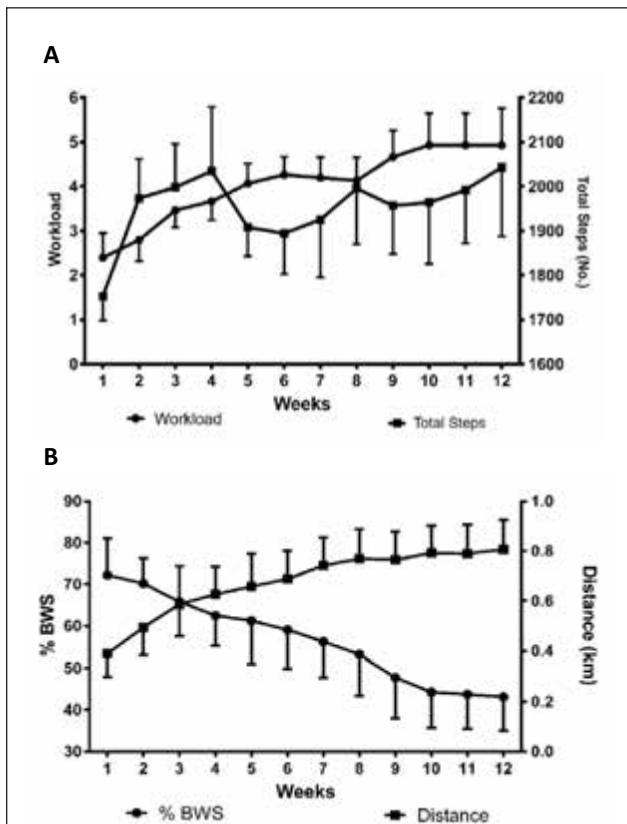 A
6
5
4
3
2
1
0
Workload
2200
2100
2000
1900
1800
1700
1600
Total Steps (No.)
1 2 3 4 5 6 7 8 9 10 11 12
Weeks
Workload Total Steps
B
90
80
70
60
50
40
30
% BWS
1.0
0.8
0.6
0.4
0.2
0.0
Distance (km)
1 2 3 4 5 6 7 8 9 10 11 12
Weeks
% BWS Distance